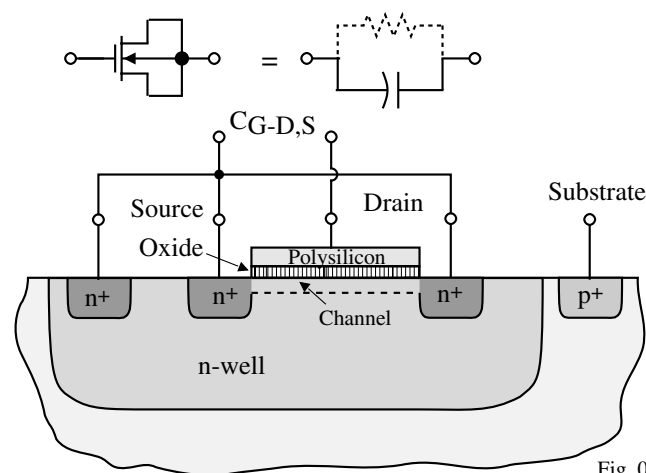 =
CG-D,S
Source
Drain
Substrate
Oxide
Polysilicon
n+
n+
n+
p+
Channel
n-well
Fig. 0